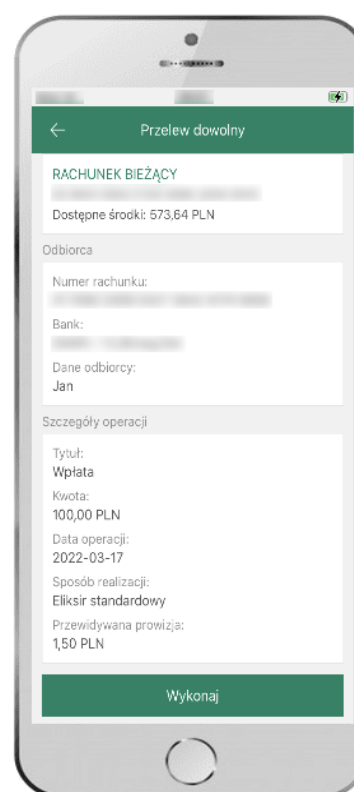 Przelew dowolny
RACHUNEK BIEŻĄCY
Dostępne środki: 573,64 PLN
Odbiorca
Numer rachunku:
Bank:
Dane odbiorcy:
Jan
Szczegóły operacji
Tytuł:
Wpłata
Kwota:
100,00 PLN
Data operacji:
2022-03-17
Sposób realizacji:
Eliksir standardowy
Przewidywana prowizja:
1,50 PLN
Wykonaj